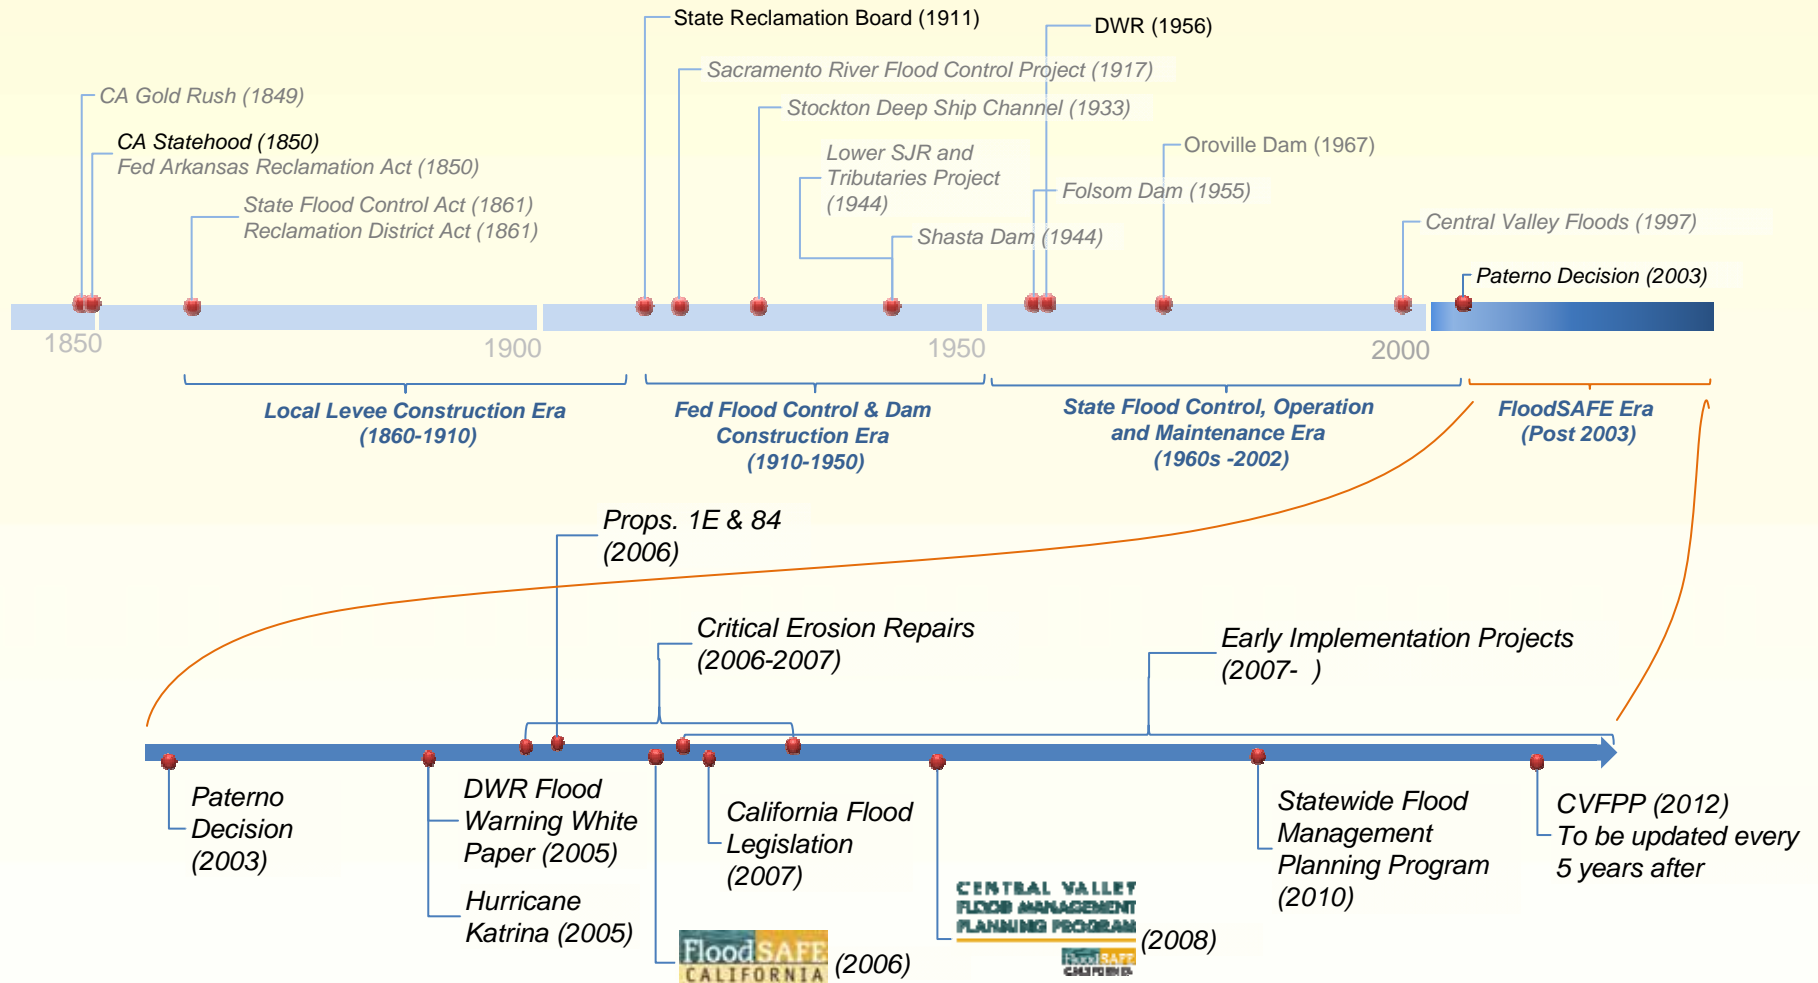 State Reclamation Board (1911)
DWR (1956)
Sacramento River Flood Control Project (1917)
CA Gold Rush (1849)
Stockton Deep Ship Channel (1933)
CA Statehood (1850)
Fed Arkansas Reclamation Act (1850)
Lower SJR and
Tributaries Project
(1944)
Oroville Dam (1967)
Folsom Dam (1955)
State Flood Control Act (1861)
Reclamation District Act (1861)
Shasta Dam (1944)
Central Valley Floods (1997)
Paterno Decision (2003)
1850
1900
1950
2000
Local Levee Construction Era
(1860-1910)
Fed Flood Control & Dam
Construction Era
(1910-1950)
State Flood Control, Operation
and Maintenance Era
(1960s -2002)
FloodSAFE Era
(Post 2003)
Props. 1E & 84
(2006)
Critical Erosion Repairs
(2006-2007)
Early Implementation Projects
(2007-  )
Paterno
Decision
(2003)
DWR Flood
Warning White
Paper (2005)
Hurricane
Katrina (2005)
FloodSAFE
CALIFORNIA
(2006)
California Flood
Legislation
(2007)
CENTRAL VALLEY
FLOOD MANAGEMENT
PLANNING PROGRAM
FloodSAFE
CALIFORNIA
(2008)
Statewide Flood
Management
Planning Program
(2010)
CVFPP (2012)
To be updated every
5 years after